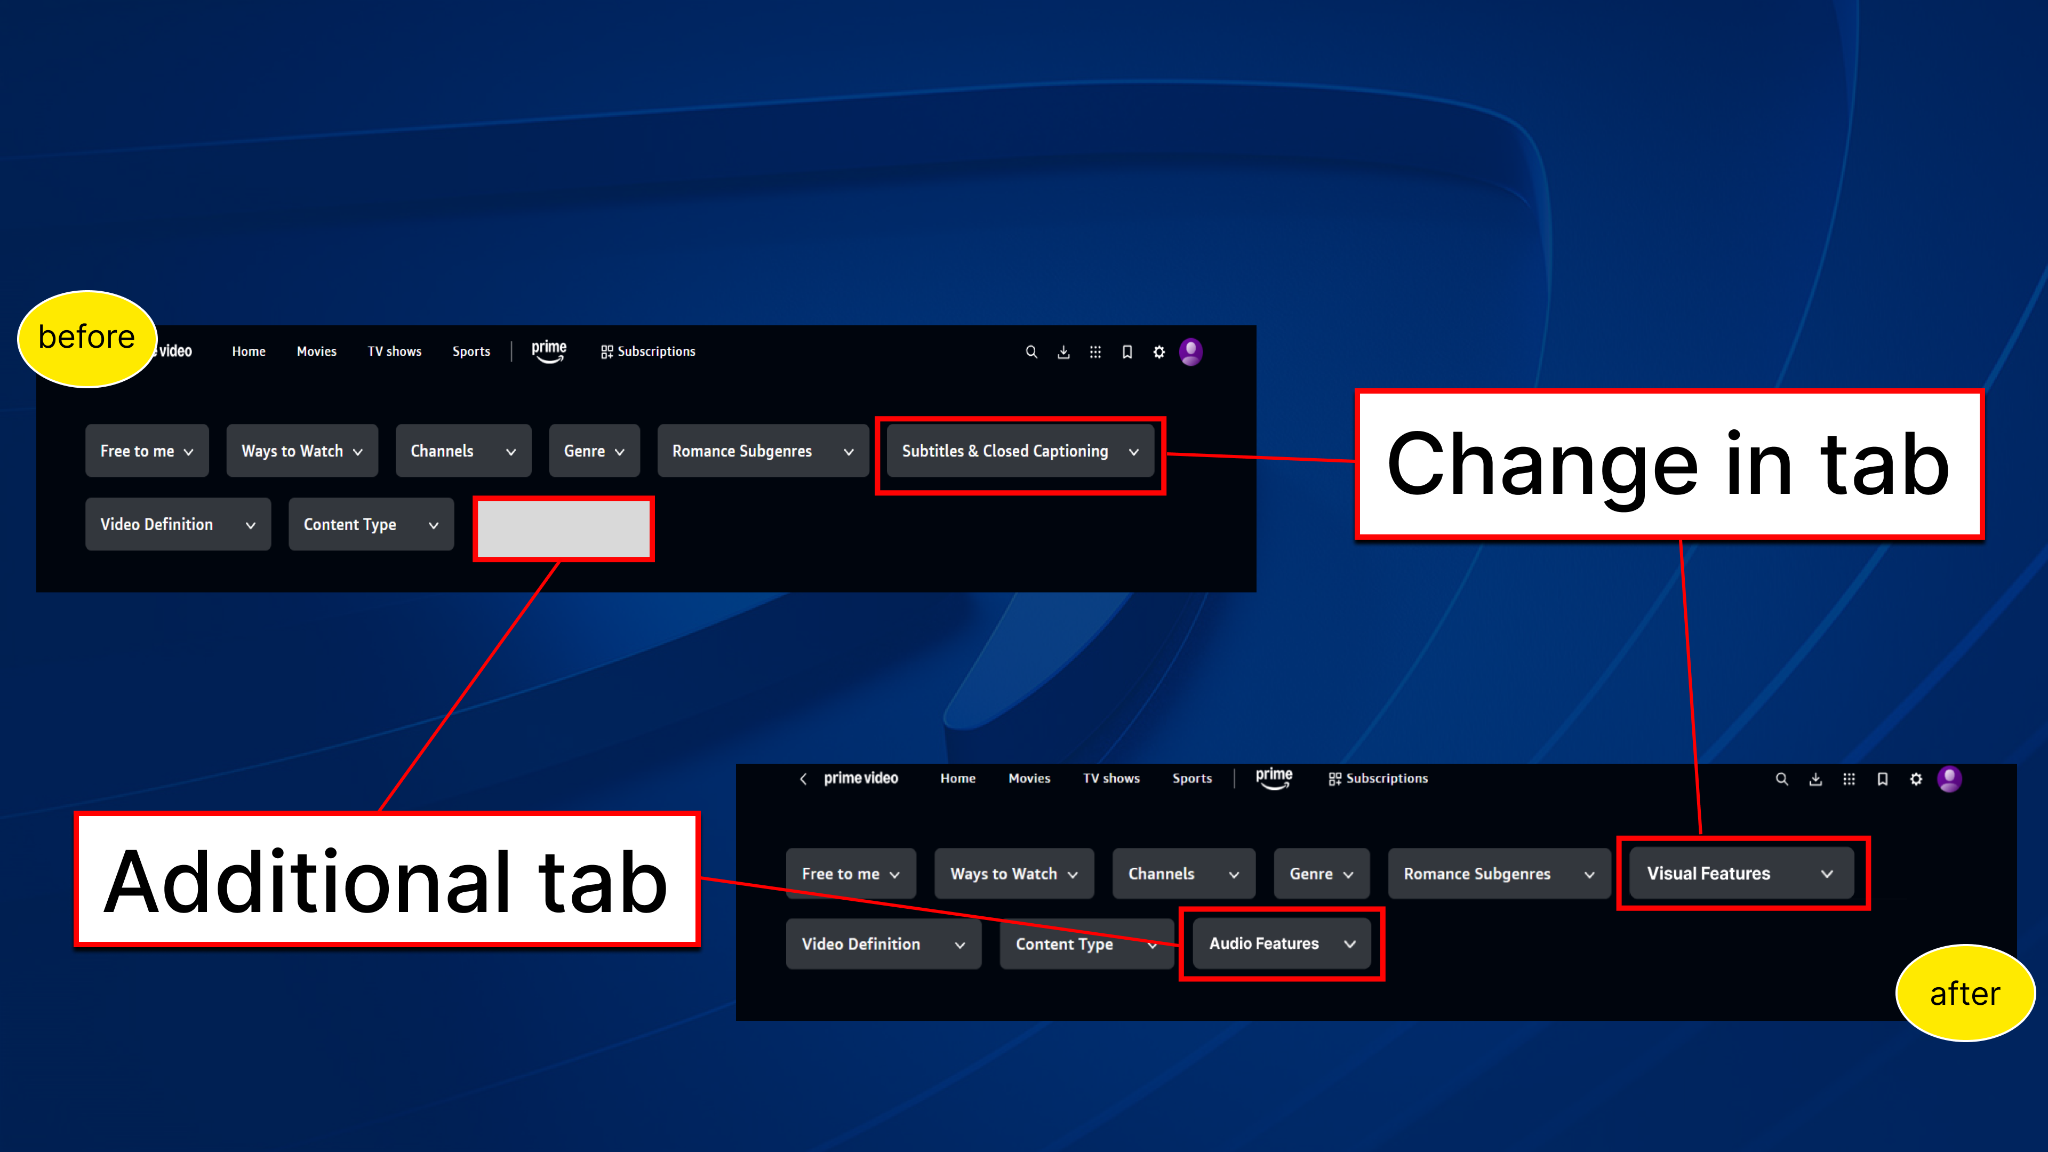 before
video Home Movies TV shows Sports prime Subscriptions
Free to me Ways to Watch Channels Genre Romance Subgenres Subtitles & Closed Captioning
Video Definition Content Type
Change in tab
Additional tab
prime video Home Movies TV shows Sports prime Subscriptions
Free to me Ways to Watch Channels Genre Romance Subgenres Visual Features
Video Definition Content Type Audio Features
after